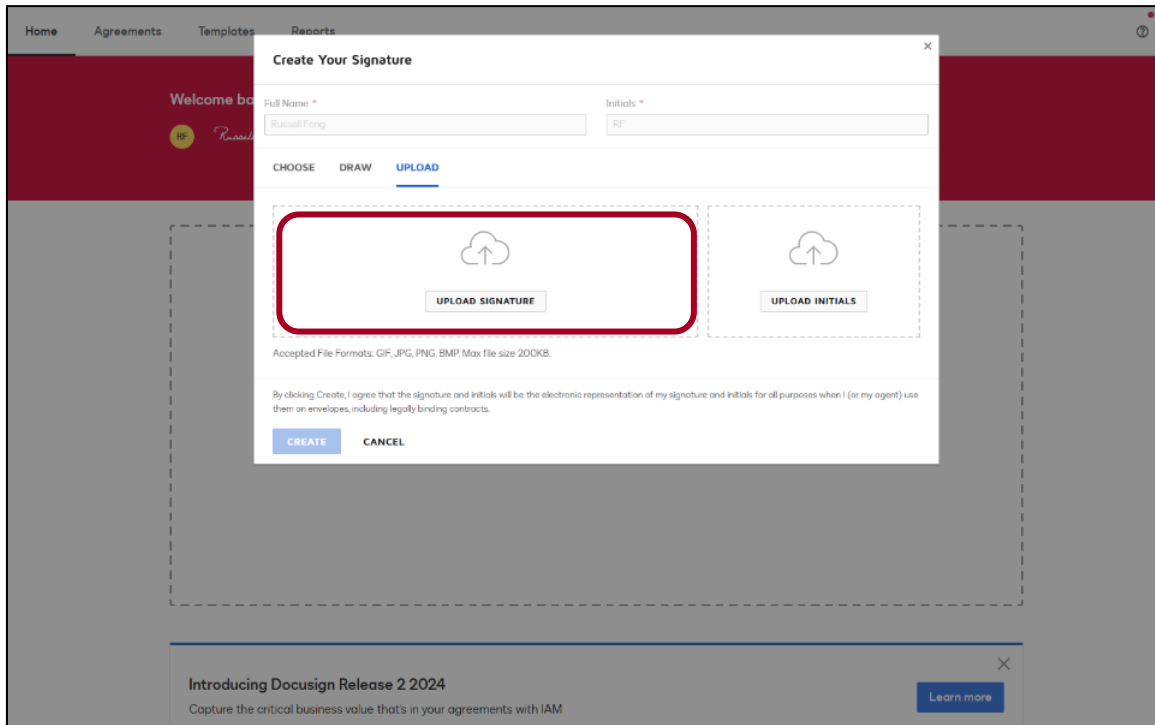 Home Agreements Templates Reports
Create Your Signature
Welcome ba
Full Name *
Initials *
Russell Fong
RF
RF
Russell
CHOOSE DRAW UPLOAD
UPLOAD SIGNATURE
UPLOAD INITIALS
Accepted File Formats: GIF, JPG, PNG, BMP. Max file size 200KB.
By clicking Create, I agree that the signature and initials will be the electronic representation of my signature and initials for all purposes when I (or my agent) use
them on envelopes, including legally binding contracts.
CREATE CANCEL
Introducing Docusign Release 2 2024
Capture the critical business value that's in your agreements with IAM
Learn more